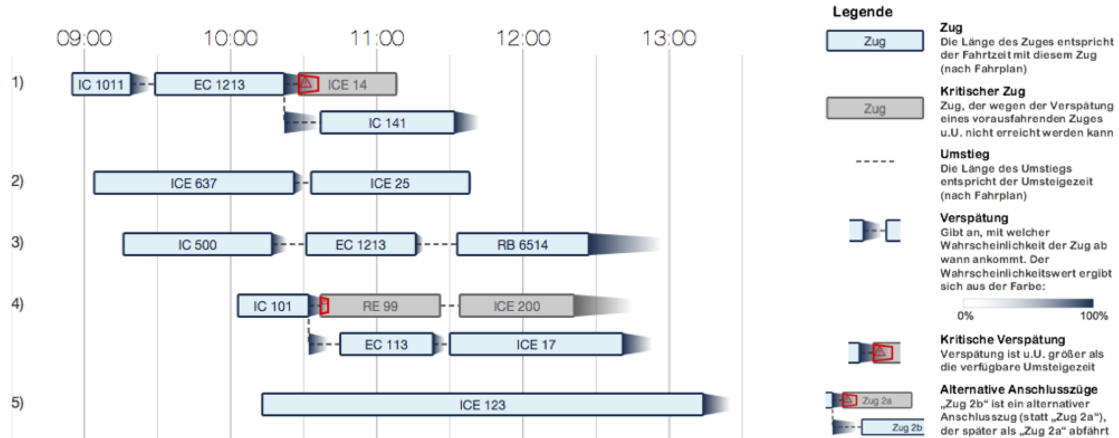 09:00 10:00 11:00 12:00 13:00
1) IC 1011 EC 1213 ICE 14
IC 141
2) ICE 637 ICE 25
3) IC 500 EC 1213 RB 6514
4) IC 101 RE 99 ICE 200
EC 113 ICE 17
5) ICE 123
Legende
Zug
Zug
Die Länge des Zuges entspricht
der Fahrtzeit mit diesem Zug
(nach Fahrplan)
Zug
Kritischer Zug
Zug, der wegen der Verspätung
eines vorausfahrenden Zuges
u.U. nicht erreicht werden kann
Umstieg
Die Länge des Umstiegs
entspricht der Umsteigezeit
(nach Fahrplan)
Verspätung
Gibt an, mit welcher
Wahrscheinlichkeit der Zug ab
wann ankommt. Der
Wahrscheinlichkeitswert ergibt
sich aus der Farbe:
0% 100%
Kritische Verspätung
Verspätung ist u.U. größer als
die verfügbare Umsteigezeit
Zug 2a
Zug 2b
Alternative Anschlusszüge
„Zug 2b“ ist ein alternativer
Anschlusszug (statt „Zug 2a“),
der später als „Zug 2a“ abfährt